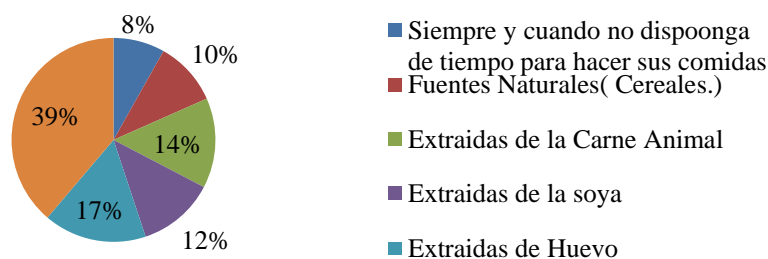 8%
10%
14%
12%
17%
39%
Siempre y cuando no dispoonga
de tiempo para hacer sus comidas
Fuentes Naturales( Cereales.)
Extraidas de la Carne Animal
Extraidas de la soya
Extraidas de Huevo